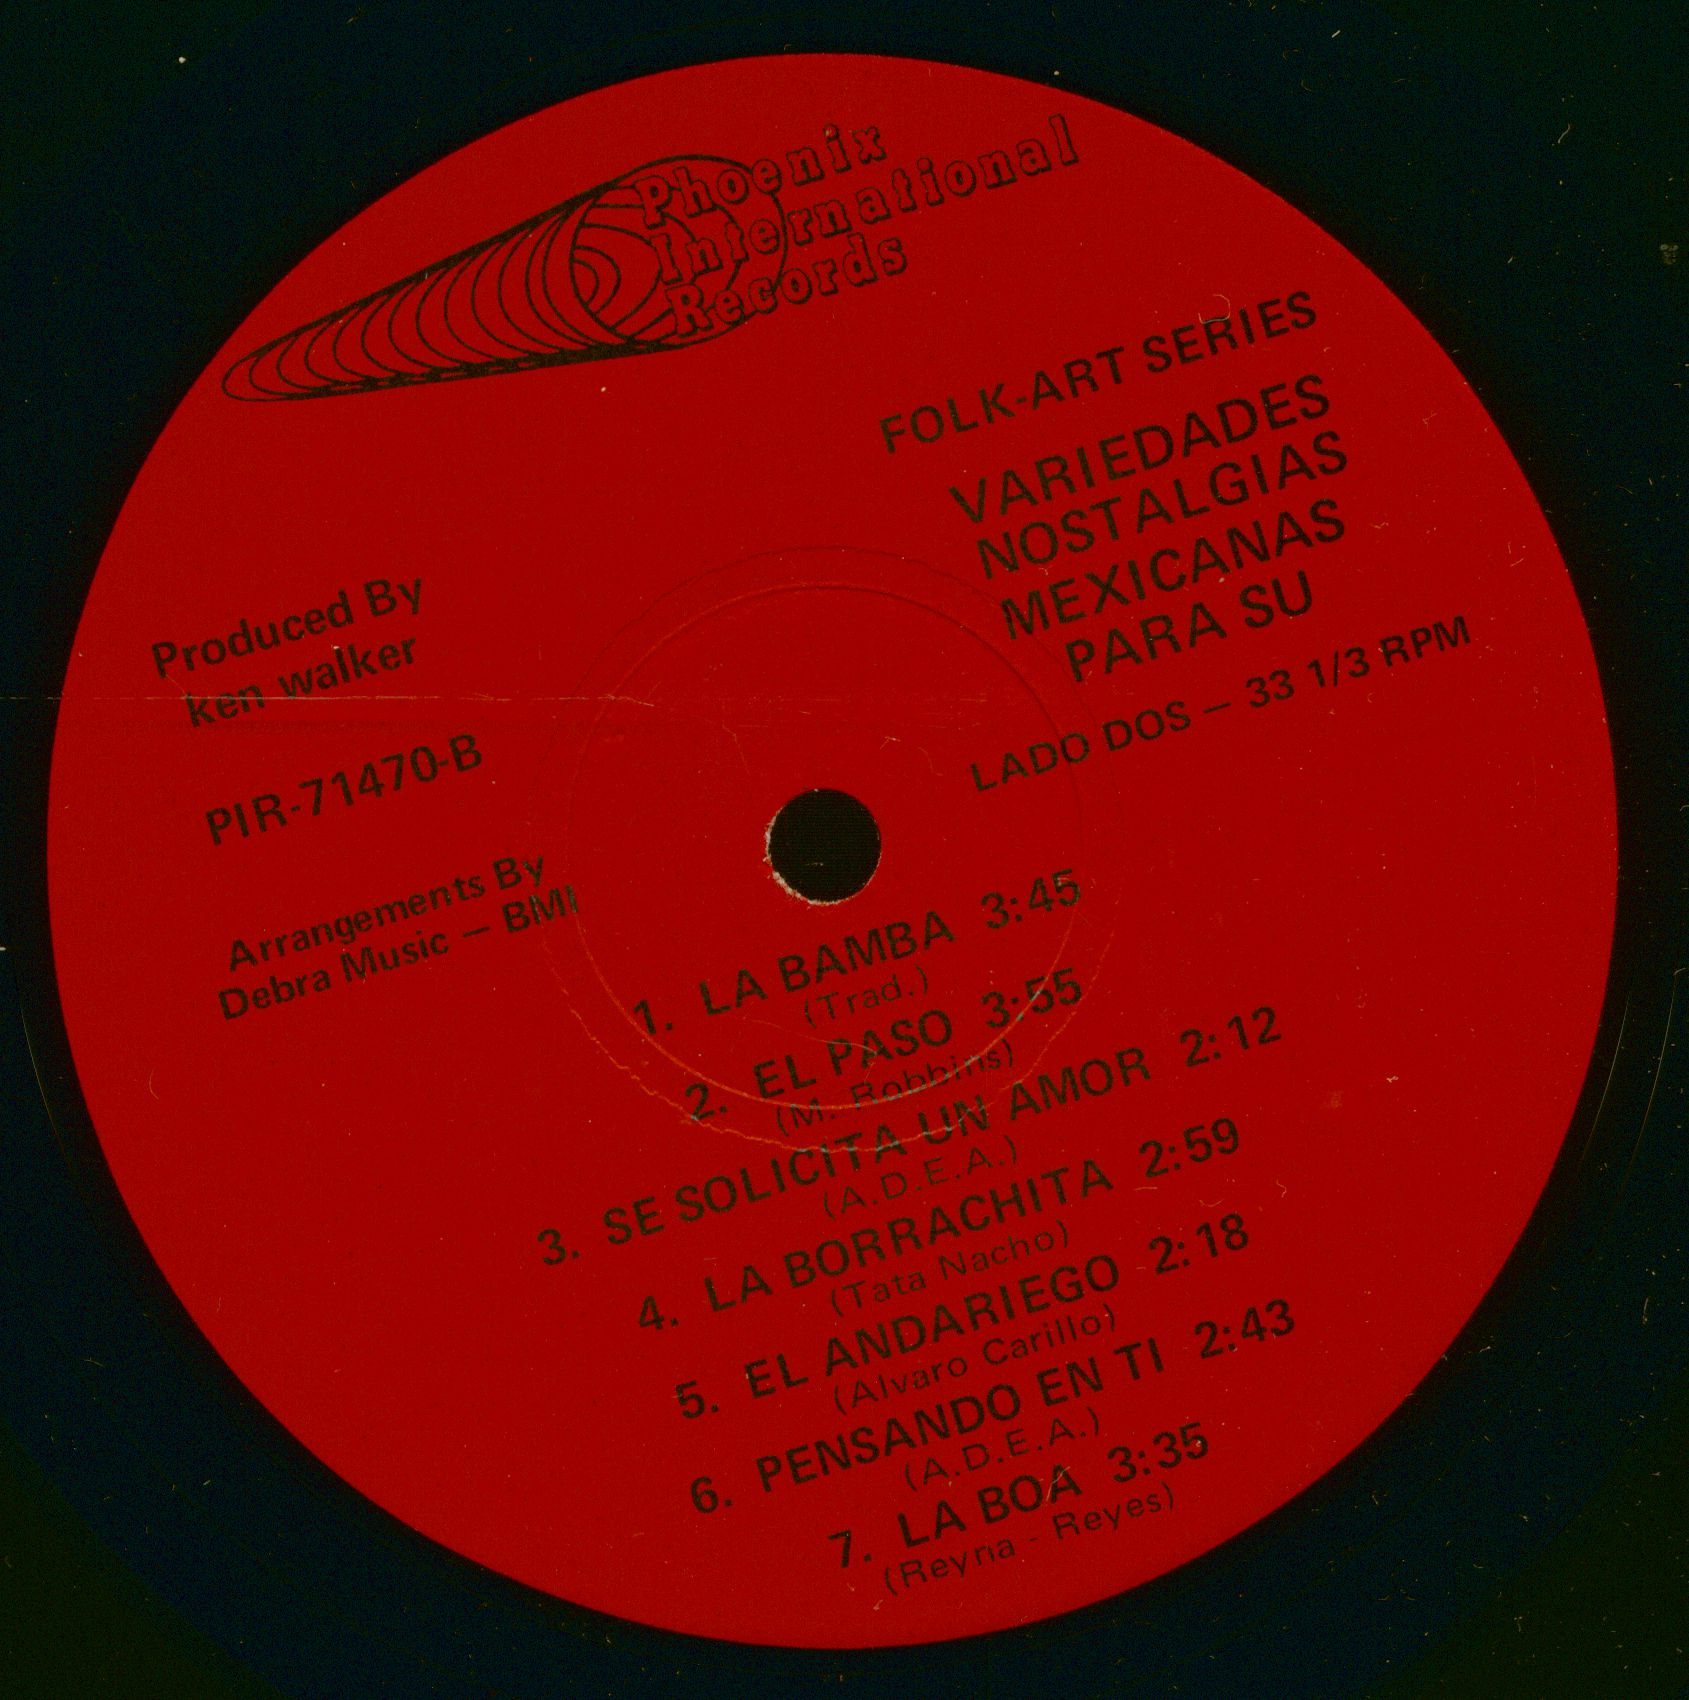 Phoenix
International
Records
FOLK-ART SERIES
VARIEDADES
NOSTALGIAS
MEXICANAS
PARA SU
LADO DOS – 33 1/3 RPM
Produced By
ken walker
PIR-71470-B
Arrangements By
Debra Music – BMI
1. LA BAMBA 3:45
(Trad.)
2. EL PASO 3:55
(M. Robbins)
3. SE SOLICITA UN AMOR 2:12
(A.D.E.A.)
4. LA BORRACHITA 2:59
(Tata Nacho)
5. EL ANDARIEGO 2:18
(Alvaro Carillo)
6. PENSANDO EN TI 2:43
(A.D.E.A.)
7. LA BOA 3:35
(Reyna - Reyes)